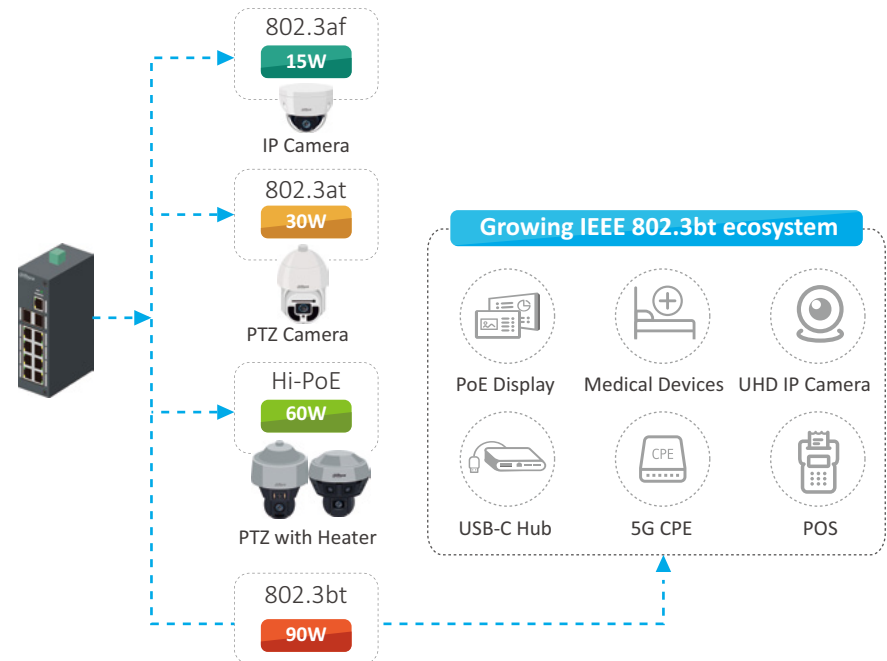 802.3af
15W
IP Camera
802.3at
30W
PTZ Camera
Hi-PoE
60W
PTZ with Heater
802.3bt
90W
Growing IEEE 802.3bt ecosystem
PoE Display
Medical Devices
UHD IP Camera
CPE
USB-C Hub
5G CPE
POS